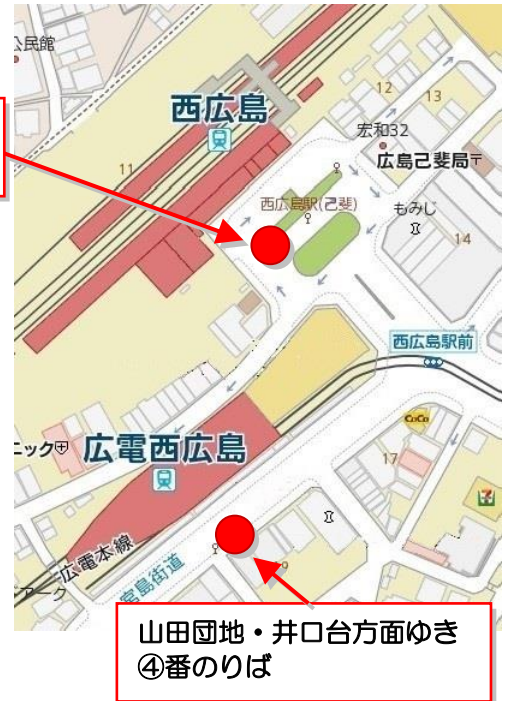 公民館
西広島
12
13
宏和32
広島己斐局〒
11
西広島駅(己斐)
もみじ
14
西広島駅前
CoCo
ニック
広電西広島
17
7
広電本線
宮島街道
アーク
9
山田団地・井口台方面ゆき
④番のりば